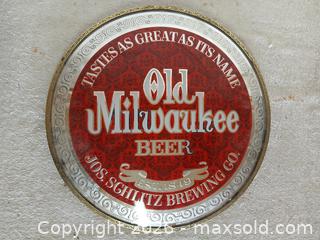 TASTES AS GREAT AS ITS NAME
Old
Milwaukee
BEER
JOS. SCHLITZ BREWING CO.
Copyright 2026 - maxsold.com